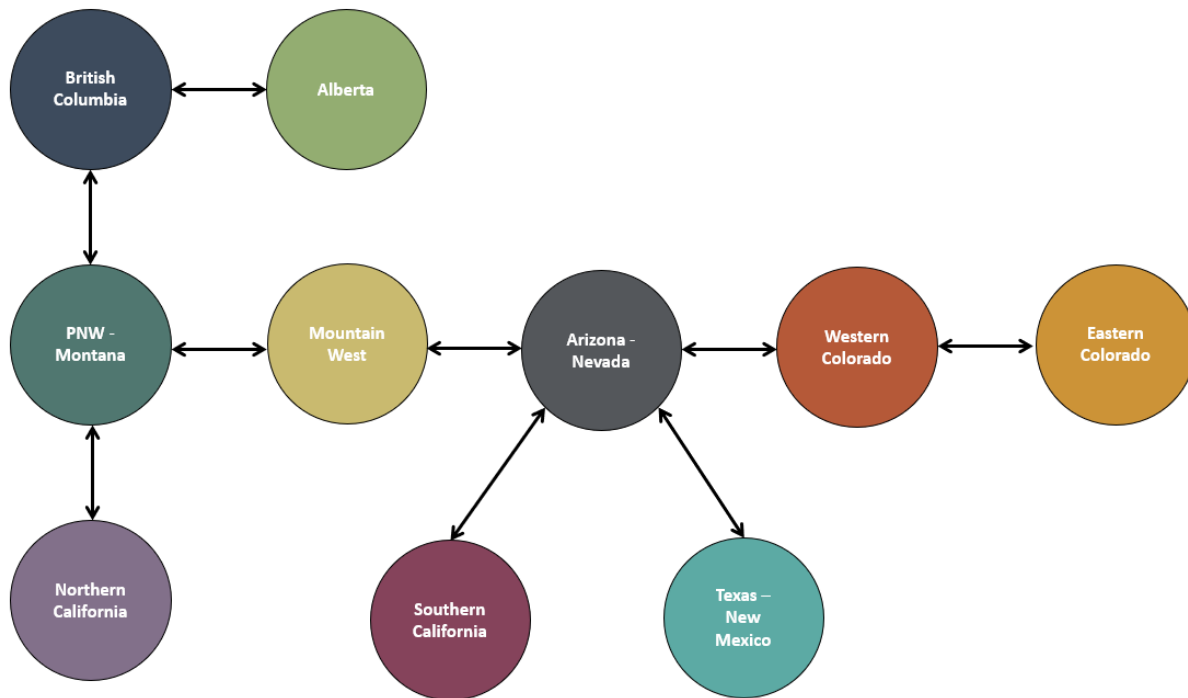 British
Columbia
Alberta
PNW -
Montana
Mountain
West
Arizona -
Nevada
Western
Colorado
Eastern
Colorado
Northern
California
Southern
California
Texas –
New
Mexico